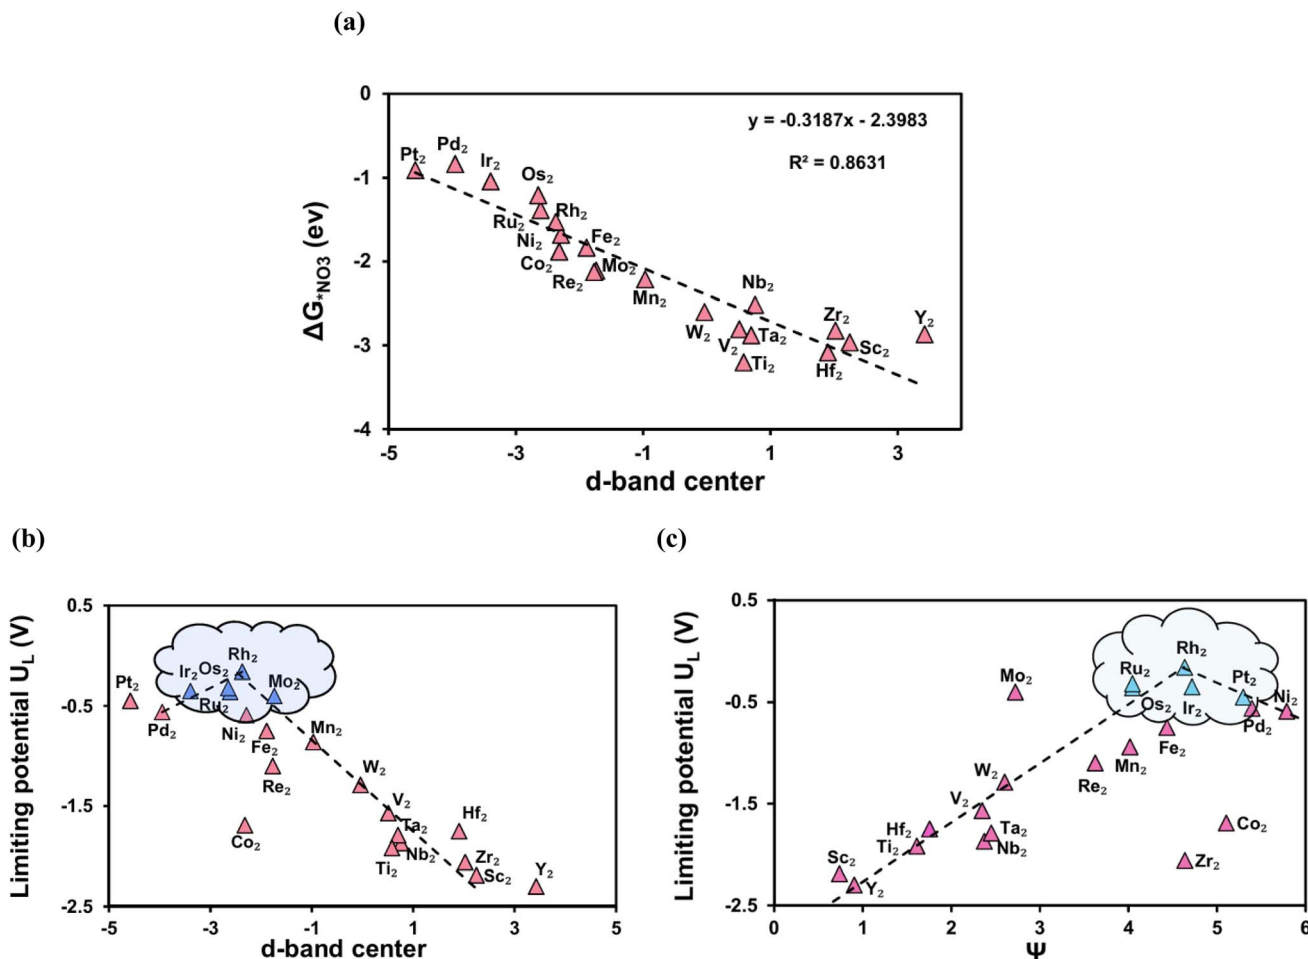 (a)
0
-1
-2
-3
-4
ΔG*NO3 (ev)
y = -0.3187x - 2.3983
R² = 0.8631
Pt₂
Pd₂
Ir₂
Os₂
Ru₂
Rh₂
Ni₂
Fe₂
Co₂
Re₂
Mo₂
Mn₂
W₂
Nb₂
V₂
Ta₂
Ti₂
Zr₂
Sc₂
Hf₂
Y₂
-5
-3
-1
1
3
d-band center
(b)
0.5
-0.5
-1.5
-2.5
Limiting potential U_L (V)
Pt₂
Pd₂
Ir₂
Os₂
Rh₂
Ru₂
Mo₂
Ni₂
Mn₂
Fe₂
Re₂
Co₂
W₂
V₂
Ta₂
Ti₂
Nb₂
Hf₂
Zr₂
Sc₂
Y₂
-5
-3
-1
1
3
5
d-band center
(c)
0.5
-0.5
-1.5
-2.5
Limiting potential U_L (V)
Mo₂
Ru₂
Rh₂
Pt₂
Os₂
Ir₂
Ni₂
Pd₂
Fe₂
Mn₂
Re₂
W₂
V₂
Ta₂
Nb₂
Hf₂
Ti₂
Co₂
Zr₂
Sc₂
Y₂
0
1
2
3
4
5
6
Ψ